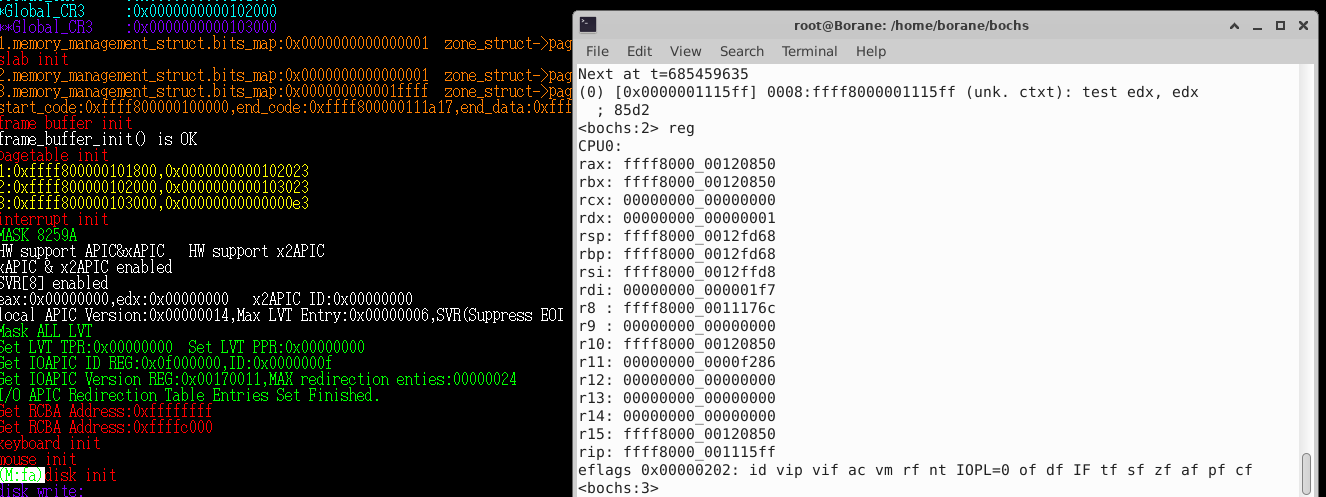 *Global_CR3     :0x0000000000102000
**Global_CR3    :0x0000000000103000
1.memory_management_struct.bits_map:0x0000000000000001  zone_struct->pag
slab init
2.memory_management_struct.bits_map:0x0000000000000001  zone_struct->pag
3.memory_management_struct.bits_map:0x000000000001ffff  zone_struct->pag
start_code:0xffff800000100000,end_code:0xffff800000111a17,end_data:0xfff
frame buffer init
frame_buffer_init() is OK
pagetable init
1:0xffff800000101800,0x0000000000102023
2:0xffff800000102000,0x0000000000103023
3:0xffff800000103000,0x00000000000000e3
interrupt init
MASK 8259A
HW support APIC&xAPIC   HW support x2APIC
xAPIC & x2APIC enabled
SVR[8] enabled
eax:0x00000000,edx:0x00000000   x2APIC ID:0x00000000
local APIC Version:0x00000014,Max LVT Entry:0x00000006,SVR(Suppress EOI
Mask ALL LVT
Set LVT TPR:0x00000000  Set LVT PPR:0x00000000
Get IOAPIC ID REG:0x0f000000,ID:0x0000000f
Get IOAPIC Version REG:0x00170011,MAX redirection enties:00000024
I/O APIC Redirection Table Entries Set Finished.
Get RCBA Address:0xffffffff
Get RCBA Address:0xffffc000
keyboard init
mouse init
(M:fa)disk init
disk write:
root@Borane: /home/borane/bochs
File Edit View Search Terminal Help
Next at t=685459635
(0) [0x0000001115ff] 0008:ffff8000001115ff (unk. ctxt): test edx, edx
; 85d2
<bochs:2> reg
CPU0:
rax: ffff8000_00120850
rbx: ffff8000_00120850
rcx: 00000000_00000000
rdx: 00000000_00000001
rsp: ffff8000_0012fd68
rbp: ffff8000_0012fd68
rsi: ffff8000_0012ffd8
rdi: 00000000_000001f7
r8 : ffff8000_0011176c
r9 : 00000000_00000000
r10: ffff8000_00120850
r11: 00000000_0000f286
r12: 00000000_00000000
r13: 00000000_00000000
r14: 00000000_00000000
r15: ffff8000_00120850
rip: ffff8000_001115ff
eflags 0x00000202: id vip vif ac vm rf nt IOPL=0 of df IF tf sf zf af pf cf
<bochs:3>